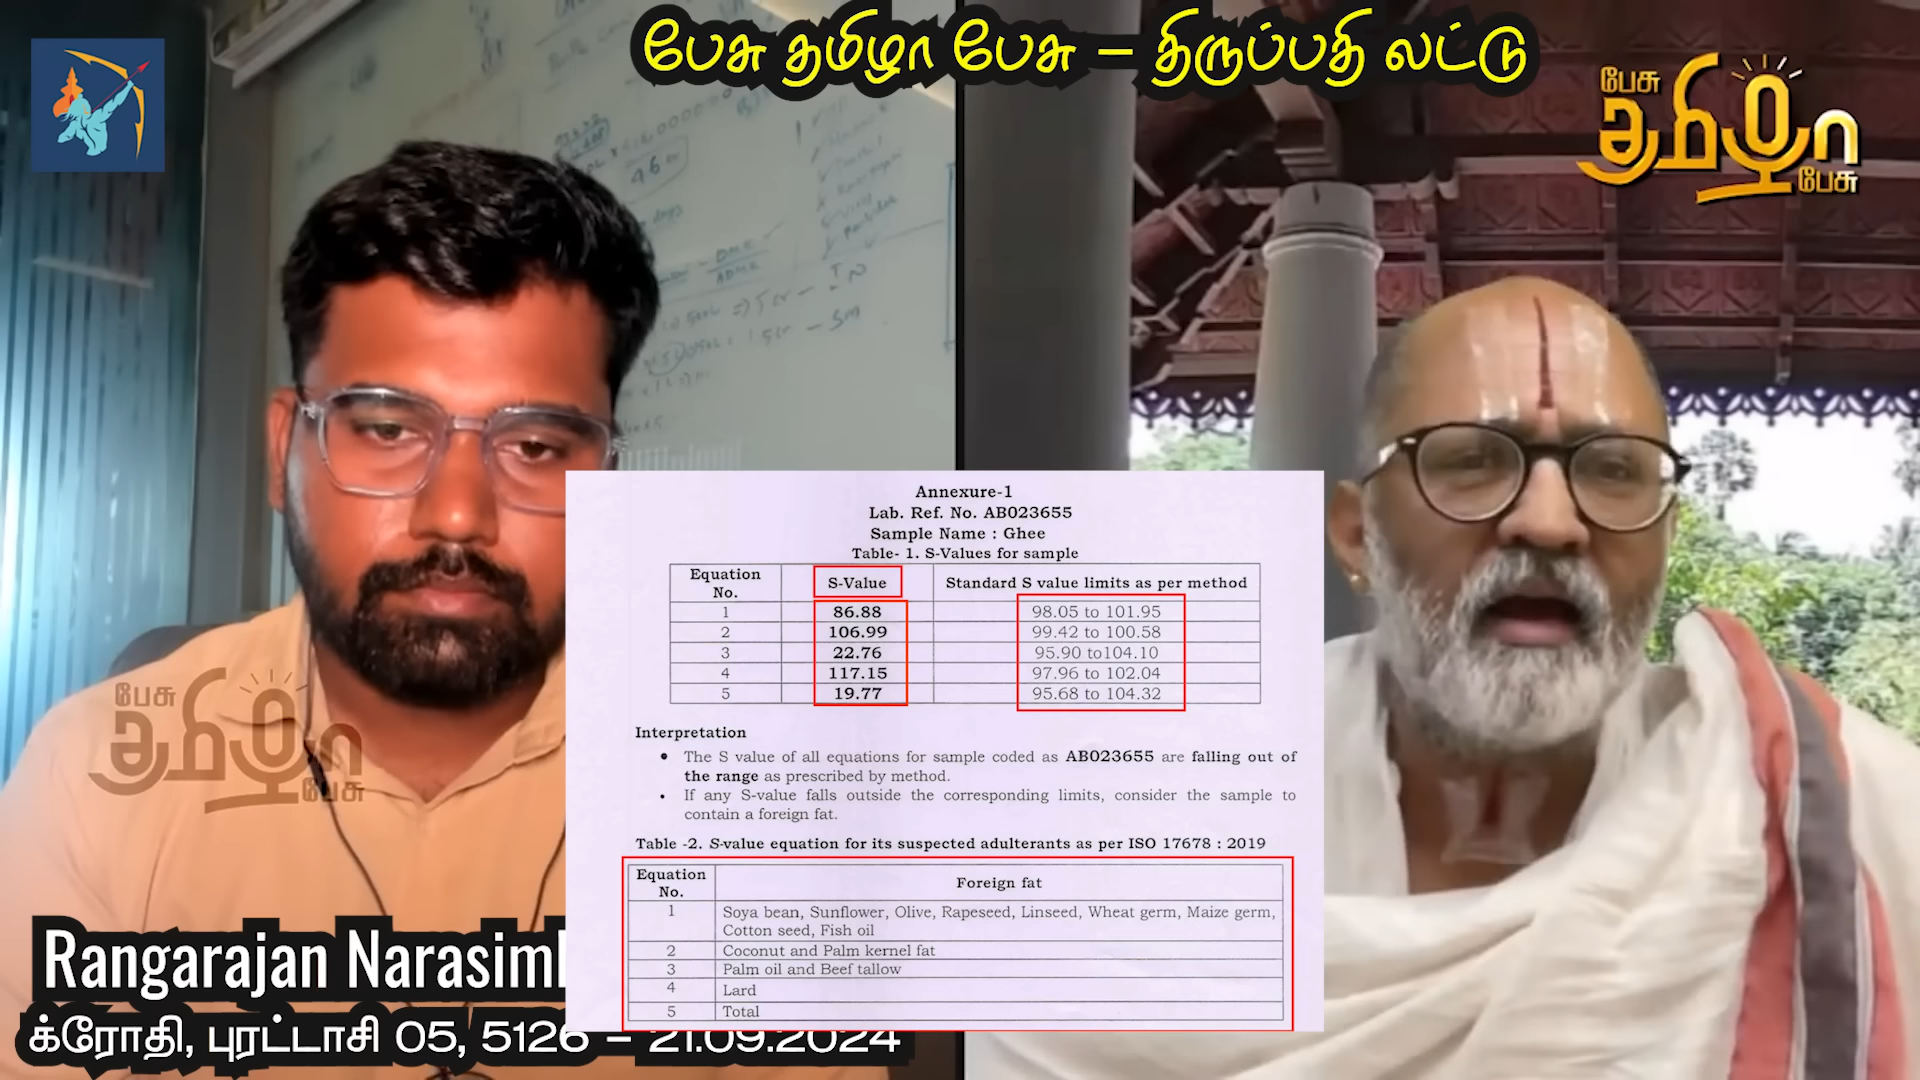 பேசு தமிழா பேசு – திருப்பதி லட்டு
பேசு
தமிழா
பேசு
46
DMK
ADMK
Annexure-1
Lab. Ref. No. AB023655
Sample Name : Ghee
Table- 1. S-Values for sample
Equation No. S-Value Standard S value limits as per method
1 86.88 98.05 to 101.95
2 106.99 99.42 to 100.58
3 22.76 95.90 to104.10
4 117.15 97.96 to 102.04
5 19.77 95.68 to 104.32
Interpretation
• The S value of all equations for sample coded as AB023655 are falling out of
the range as prescribed by method.
• If any S-value falls outside the corresponding limits, consider the sample to
contain a foreign fat.
Table -2. S-value equation for its suspected adulterants as per ISO 17678 : 2019
Equation No. Foreign fat
1 Soya bean, Sunflower, Olive, Rapeseed, Linseed, Wheat germ, Maize germ,
Cotton seed, Fish oil
2 Coconut and Palm kernel fat
3 Palm oil and Beef tallow
4 Lard
5 Total
பேசு
தமிழா
பேசு
Rangarajan
க்ரோதி, புரட்டாசி 05, 5126 – 21.09.2024